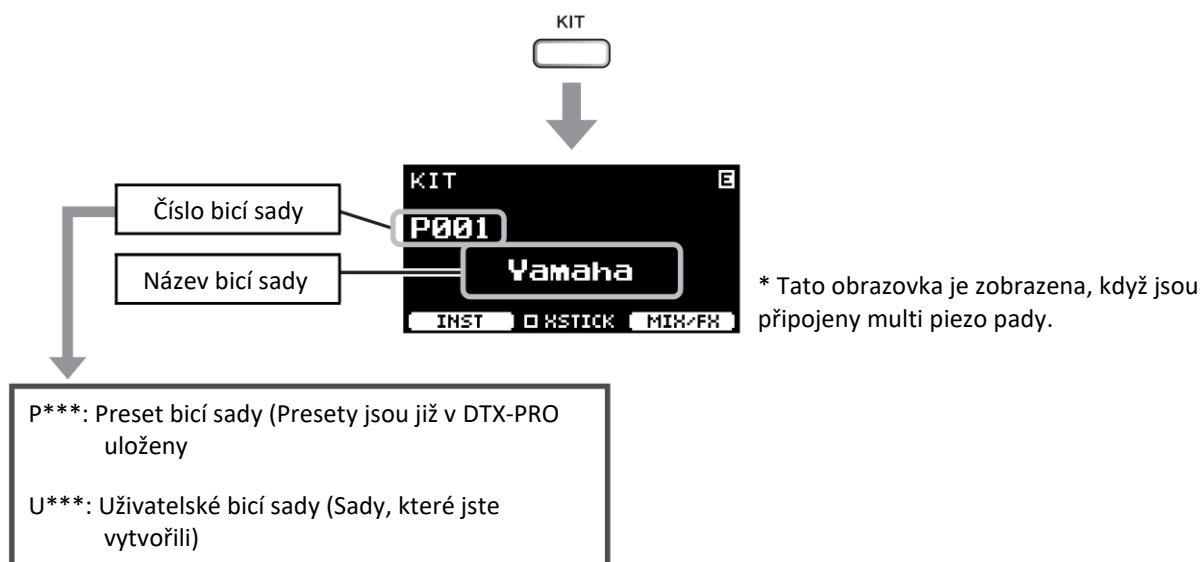 KIT
KIT E
Číslo bicí sady
P001
Název bicí sady
Yamaha
INST XSTICK MIX/FX
* Tato obrazovka je zobrazena, když jsou
připojeny multi piezo pady.
P***: Preset bicí sady (Presety jsou již v DTX-PRO
uloženy
U***: Uživatelské bicí sady (Sady, které jste
vytvořili)